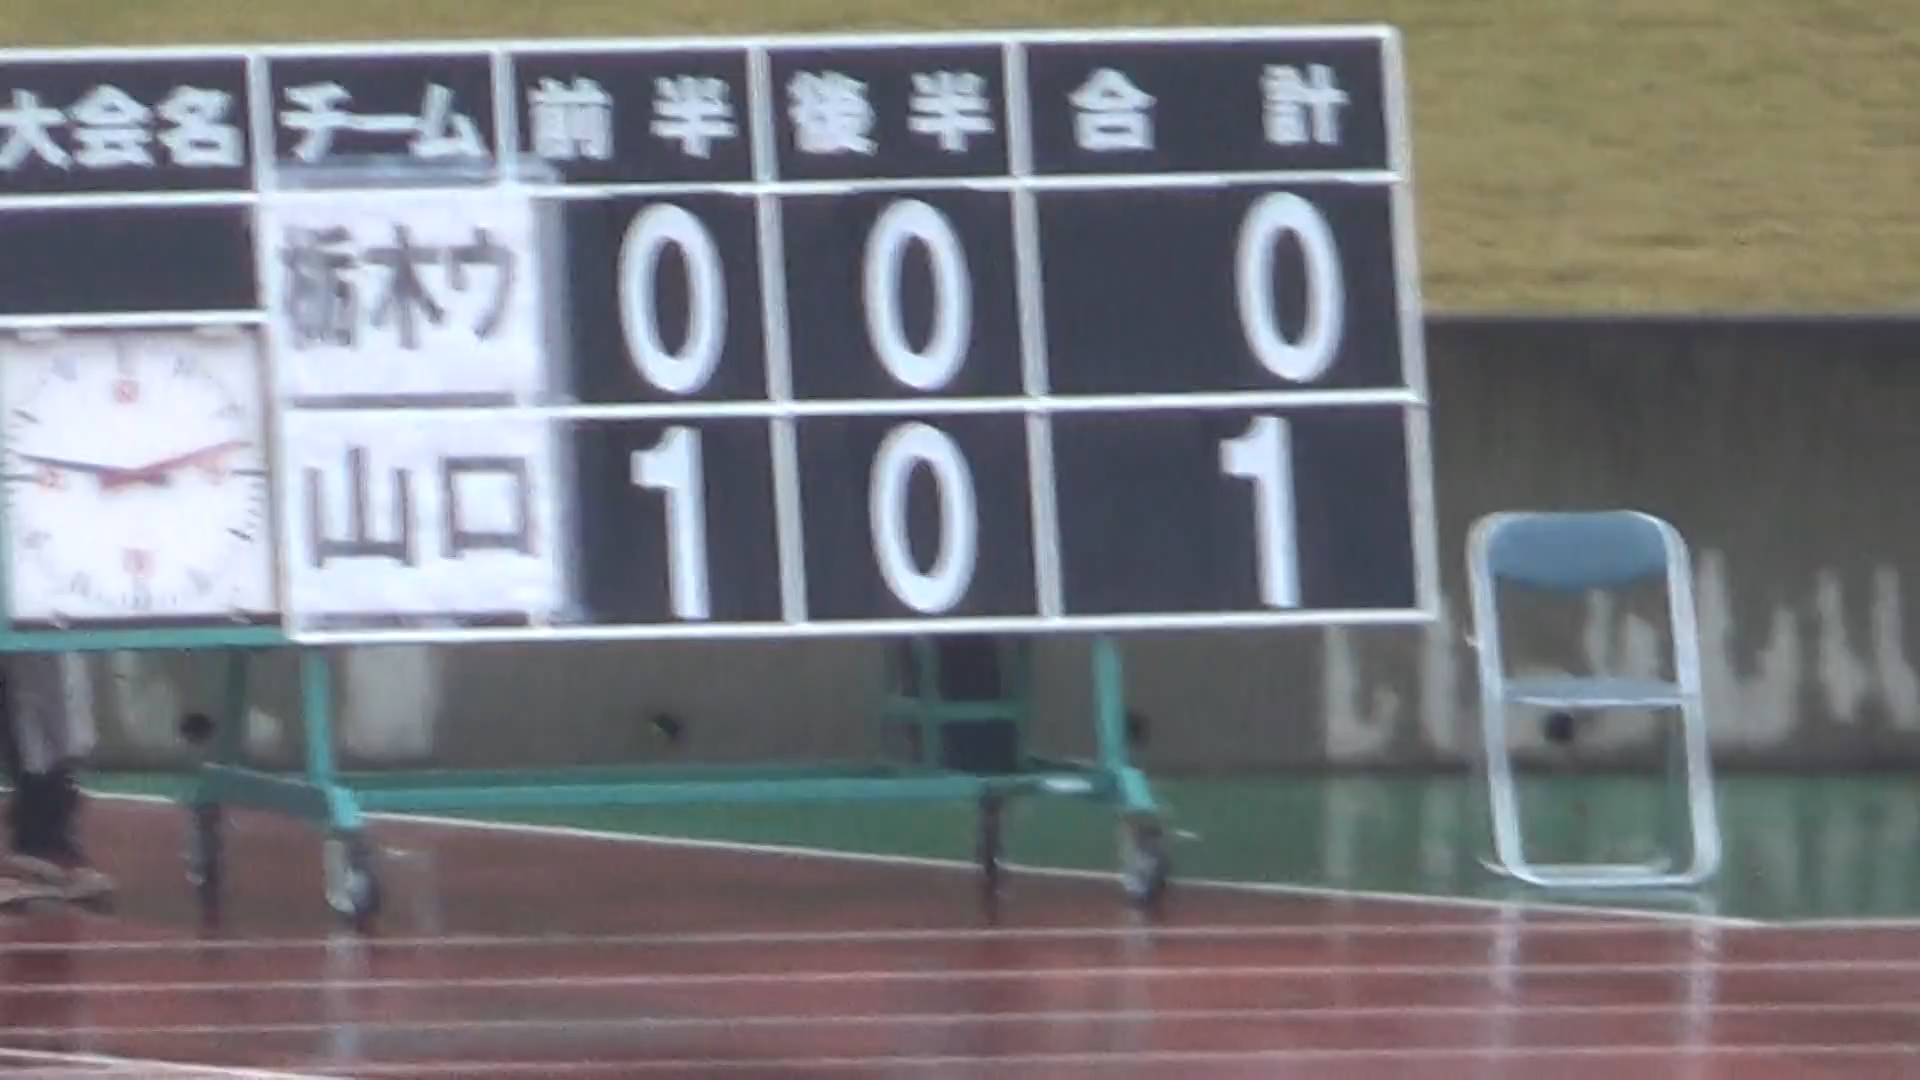 大会名 チーム 前半 後半 合計
栃木ウ 0 0 0
山口 1 0 1